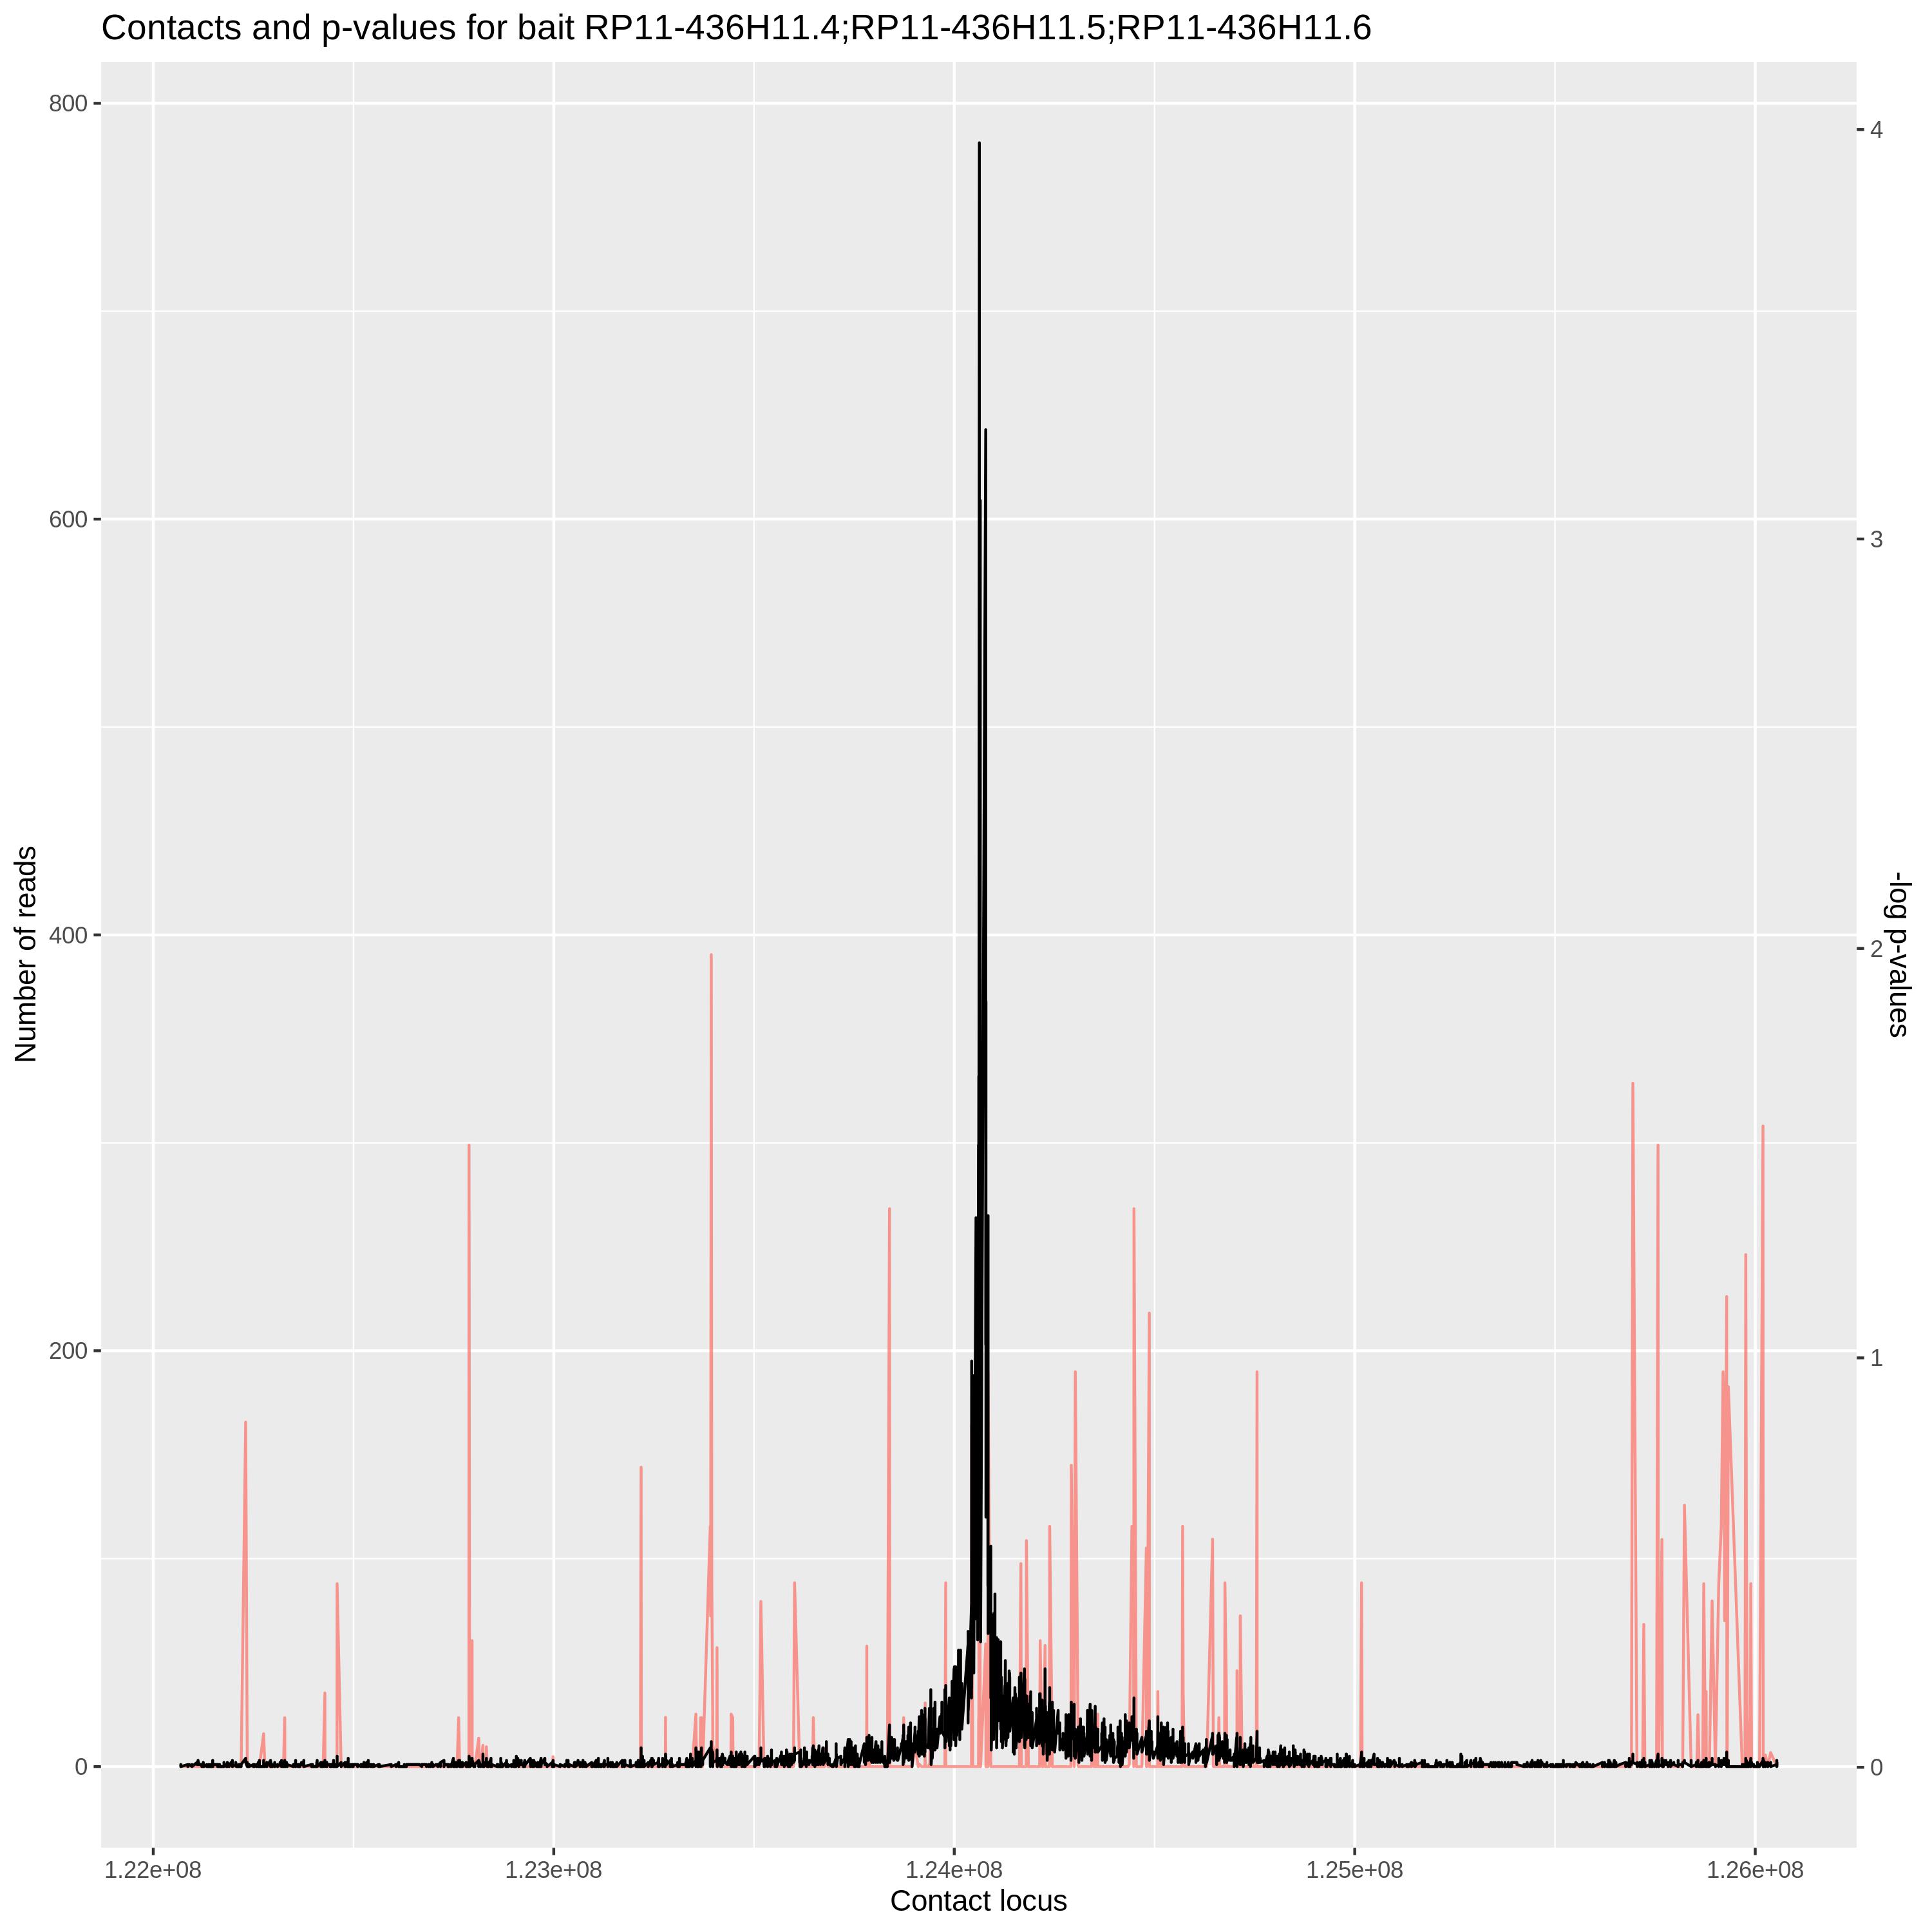 Contacts and p-values for bait RP11-436H11.4;RP11-436H11.5;RP11-436H11.6
800
600
400
200
0
Number of reads
4
3
2
1
0
-log p-values
1.22e+08
1.23e+08
1.24e+08
1.25e+08
1.26e+08
Contact locus